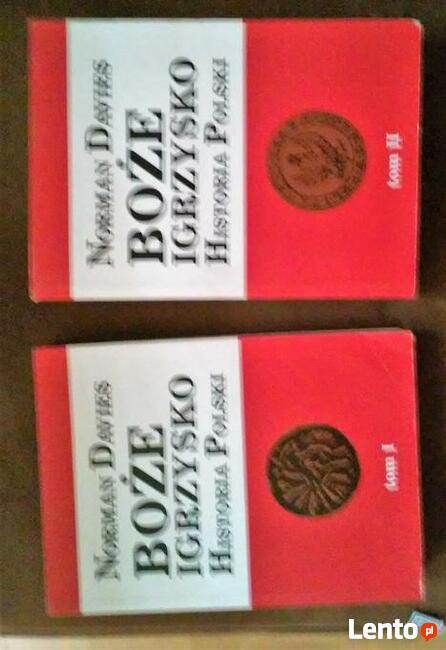 NORMAN DAVIES
BOŻE
IGRZYSKO
HISTORIA POLSKI
tom II
NORMAN DAVIES
BOŻE
IGRZYSKO
HISTORIA POLSKI
tom I
Lento.pl